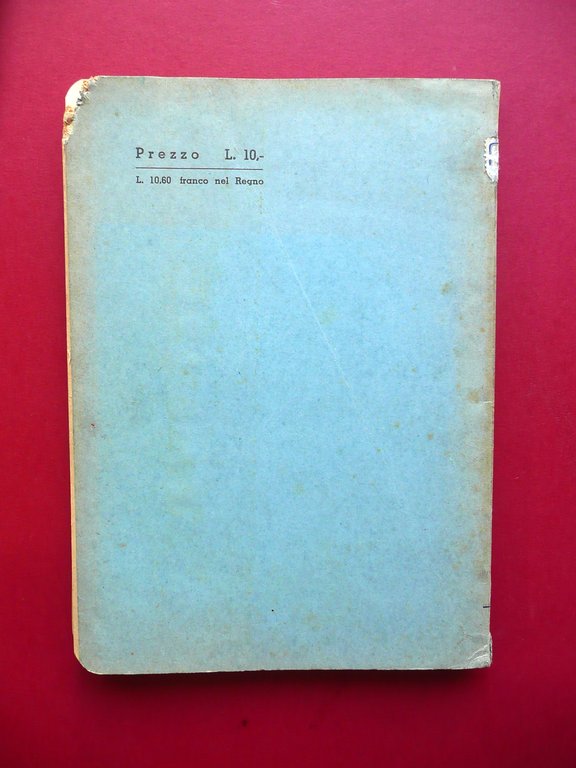 Prezzo L. 10,-
L. 10,60 franco nel Regno